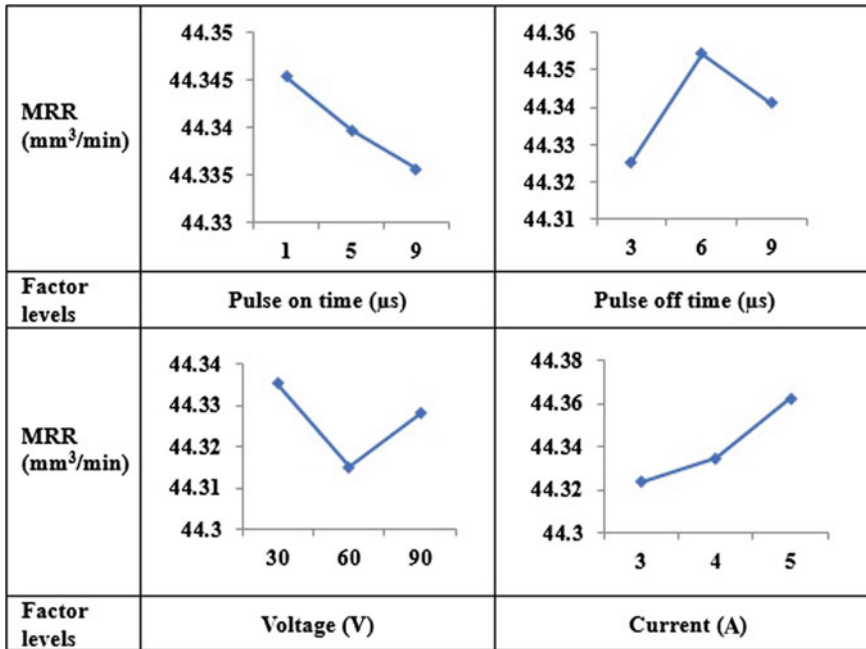 MRR
(mm³/min)
44.35
44.345
44.34
44.335
44.33
1 5 9
44.36
44.35
44.34
44.33
44.32
44.31
3 6 9
Factor
levels
Pulse on time (µs)
Pulse off time (µs)
MRR
(mm³/min)
44.34
44.33
44.32
44.31
44.3
30 60 90
44.38
44.36
44.34
44.32
44.3
3 4 5
Factor
levels
Voltage (V)
Current (A)